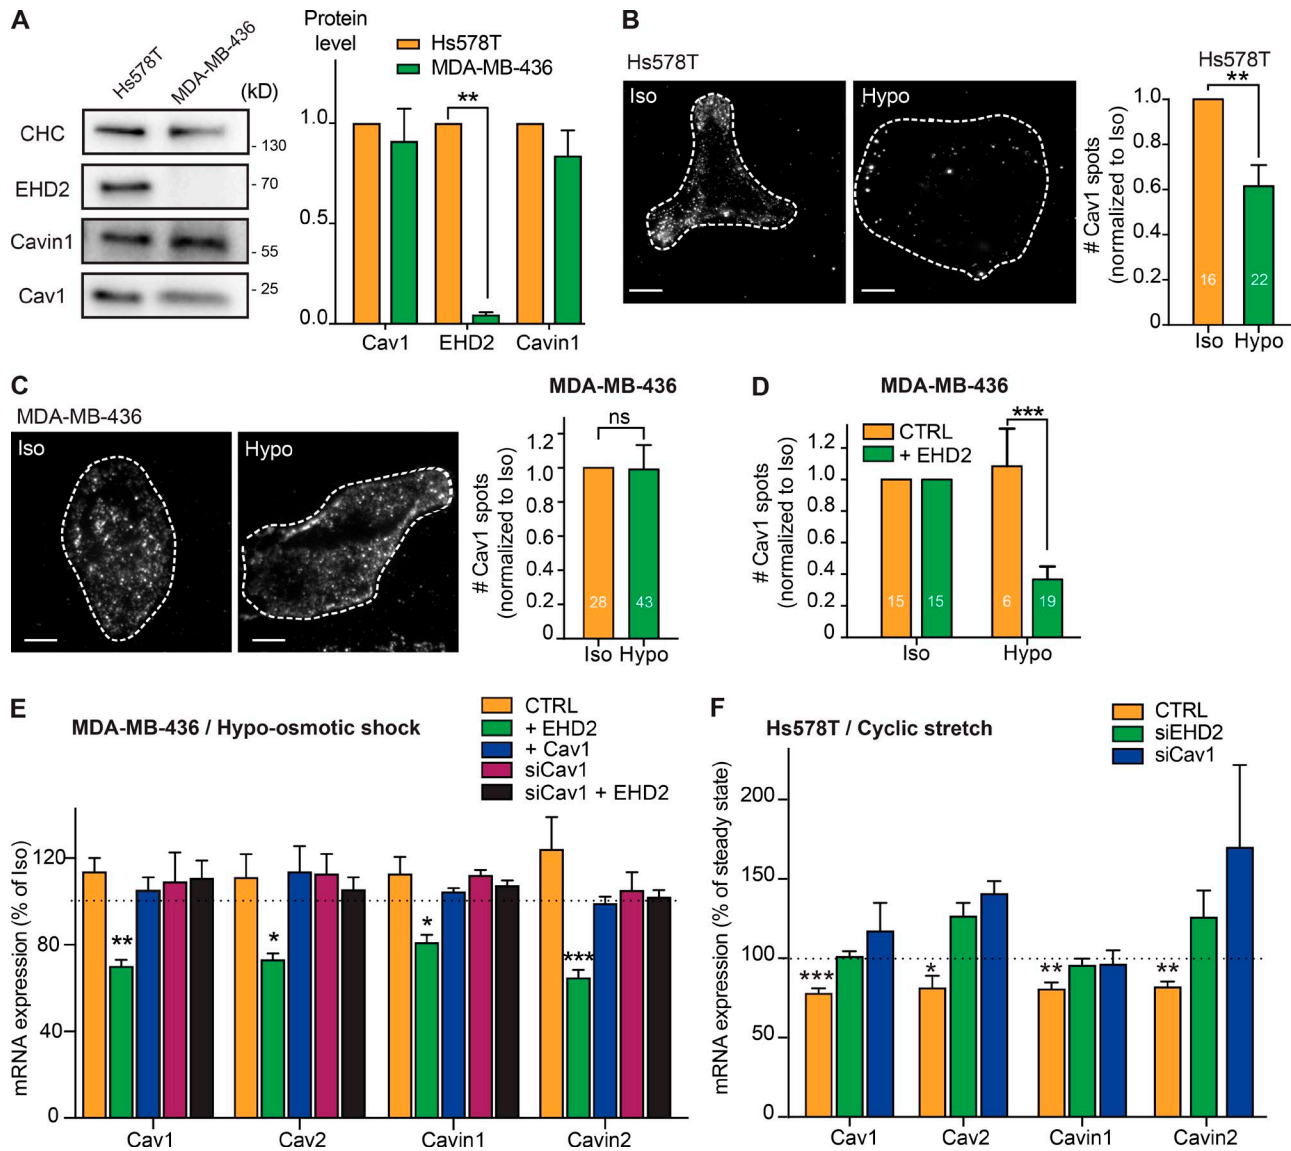 A
Hs578T
MDA-MB-436
(kD)
CHC
- 130
EHD2
- 70
Cavin1
- 55
Cav1
- 25
Protein
level
Hs578T
MDA-MB-436
1.0
0.5
0.0
**
Cav1 EHD2 Cavin1
B
Hs578T
Iso
Hypo
Hs578T
**
# Cav1 spots
(normalized to Iso)
1.0
0.8
0.6
0.4
0.2
0
16
22
Iso Hypo
C
MDA-MB-436
Iso
Hypo
MDA-MB-436
ns
# Cav1 spots
(normalized to Iso)
1.2
1.0
0.8
0.6
0.4
0.2
0
28
43
Iso Hypo
D
MDA-MB-436
CTRL
+ EHD2
***
# Cav1 spots
(normalized to Iso)
1.2
1.0
0.8
0.6
0.4
0.2
0
15
15
6
19
Iso Hypo
E
MDA-MB-436 / Hypo-osmotic shock
CTRL
+ EHD2
+ Cav1
siCav1
siCav1 + EHD2
mRNA expression (% of Iso)
120
80
40
0
**
*
*
***
Cav1 Cav2 Cavin1 Cavin2
F
Hs578T / Cyclic stretch
CTRL
siEHD2
siCav1
mRNA expression (% of steady state)
200
150
100
50
0
***
*
**
**
Cav1 Cav2 Cavin1 Cavin2